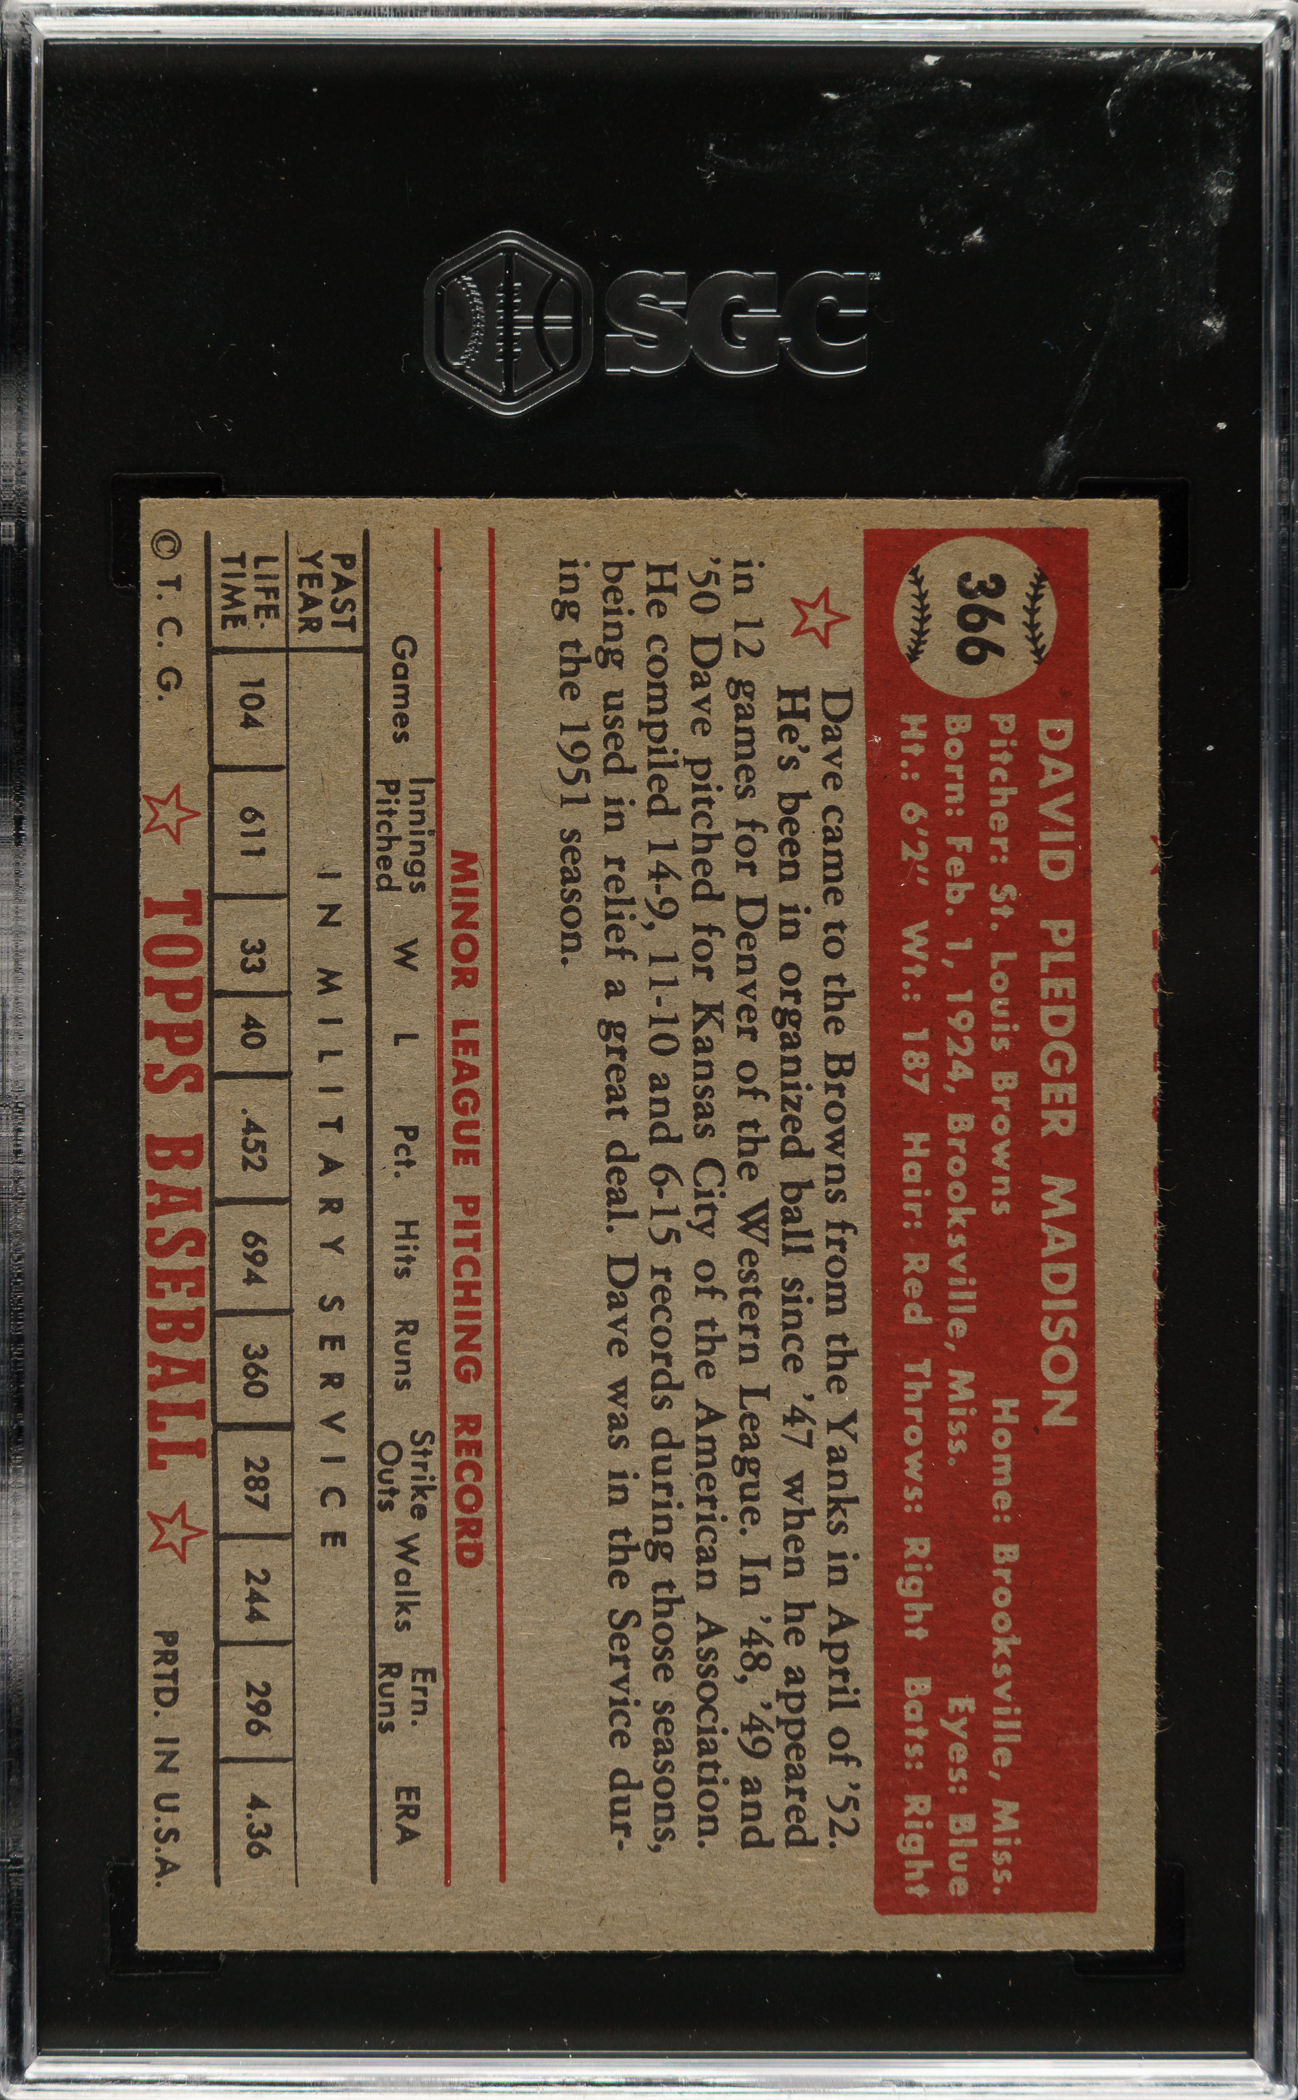 SGC
366
DAVID PLEDGER MADISON
Pitcher: St. Louis Browns Home: Brooksville, Miss.
Born: Feb. 1, 1924, Brooksville, Miss. Eyes: Blue
Ht.: 6'2" Wt.: 187 Hair: Red Throws: Right Bats: Right
Dave came to the Browns from the Yanks in April of '52.
He's been in organized ball since '47 when he appeared
in 12 games for Denver of the Western League. In '48, '49 and
'50 Dave pitched for Kansas City of the American Association.
He compiled 14-9, 11-10 and 6-15 records during those seasons,
being used in relief a great deal. Dave was in the Service dur-
ing the 1951 season.
MINOR LEAGUE PITCHING RECORD
Games Innings Pitched W L Pct. Hits Runs Strike Outs Walks Ern. Runs ERA
PAST YEAR IN MILITARY SERVICE
LIFE-TIME 104 611 33 40 .452 694 360 287 244 296 4.36
© T. C. G. TOPPS BASEBALL PRTD. IN U.S.A.